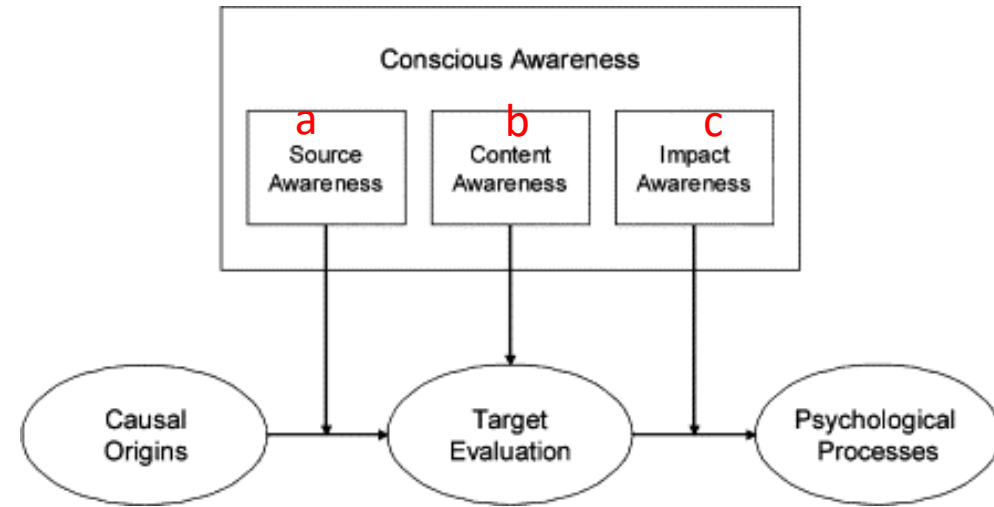 Conscious Awareness
a
b
c
Source
Awareness
Content
Awareness
Impact
Awareness
Causal
Origins
Target
Evaluation
Psychological
Processes